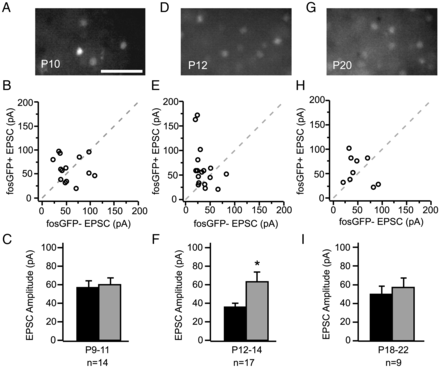 A
D
G
P10
P12
P20
B
E
H
fosGFP+ EPSC (pA)
200
150
100
50
0
0 50 100 150 200
fosGFP- EPSC (pA)
fosGFP+ EPSC (pA)
200
150
100
50
0
0 50 100 150 200
fosGFP- EPSC (pA)
fosGFP+ EPSC (pA)
200
150
100
50
0
0 50 100 150 200
fosGFP- EPSC (pA)
C
F
I
EPSC Amplitude (pA)
100
80
60
40
20
0
P9-11
n=14
EPSC Amplitude (pA)
100
80
60
40
20
0
*
P12-14
n=17
EPSC Amplitude (pA)
100
80
60
40
20
0
P18-22
n=9